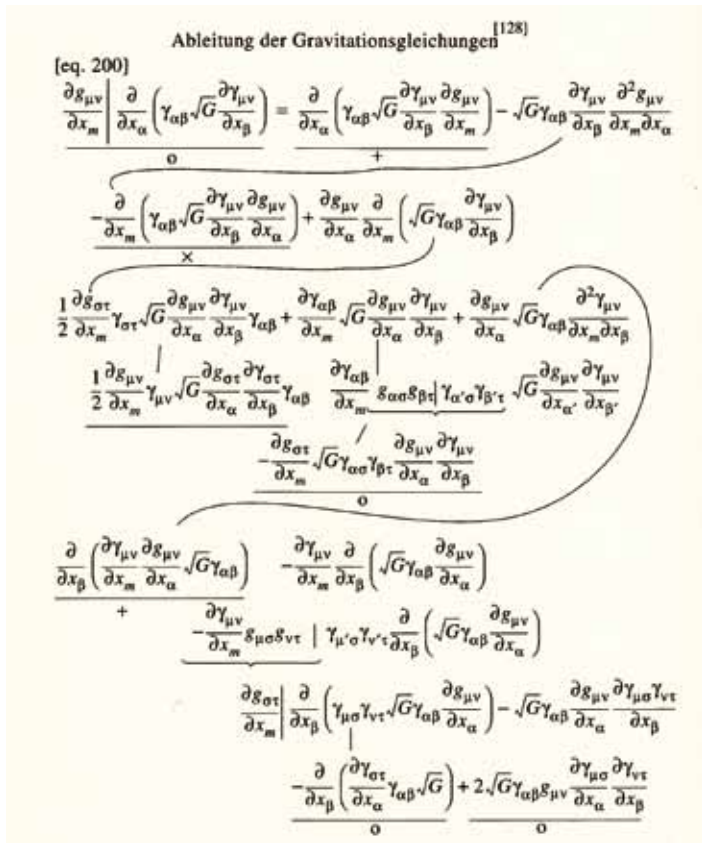 Ableitung der Gravitationsgleichungen[128]
[eq. 200]
∂g_μν/∂x_m | ∂/∂x_α (γ_αβ √G ∂γ_μν/∂x_β) = ∂/∂x_α (γ_αβ √G ∂γ_μν/∂x_β ∂g_μν/∂x_m) − √G γ_αβ ∂γ_μν/∂x_β ∂²g_μν/∂x_m∂x_α
o +
−∂/∂x_m (γ_αβ √G ∂γ_μν/∂x_β ∂g_μν/∂x_α) + ∂g_μν/∂x_α ∂/∂x_m (√G γ_αβ ∂γ_μν/∂x_β)
×
1/2 ∂g_στ/∂x_m γ_στ √G ∂g_μν/∂x_α ∂γ_μν/∂x_β γ_αβ + ∂γ_αβ/∂x_m √G ∂g_μν/∂x_α ∂γ_μν/∂x_β + ∂g_μν/∂x_α √G γ_αβ ∂²γ_μν/∂x_m∂x_β
1/2 ∂g_μν/∂x_m γ_μν √G ∂g_στ/∂x_α ∂γ_στ/∂x_β γ_αβ ∂γ_αβ/∂x_m g_ασ g_βτ | γ_α'σ γ_β'τ √G ∂g_μν/∂x_α' ∂γ_μν/∂x_β'
−∂g_στ/∂x_m √G γ_ασ γ_βτ ∂g_μν/∂x_α ∂γ_μν/∂x_β
o
∂/∂x_β (∂γ_μν/∂x_m ∂g_μν/∂x_α √G γ_αβ) −∂γ_μν/∂x_m ∂/∂x_β (√G γ_αβ ∂g_μν/∂x_α)
+
−∂γ_μν/∂x_m g_μσ g_ντ | γ_μ'σ γ_ν'τ ∂/∂x_β (√G γ_αβ ∂g_μν/∂x_α)
∂g_στ/∂x_m | ∂/∂x_β (γ_μσ γ_ντ √G γ_αβ ∂g_μν/∂x_α) − √G γ_αβ ∂g_μν/∂x_α ∂γ_μσ γ_ντ/∂x_β
−∂/∂x_β (∂γ_στ/∂x_α γ_αβ √G) + 2 √G γ_αβ g_μν ∂γ_μσ/∂x_α ∂γ_ντ/∂x_β
o o